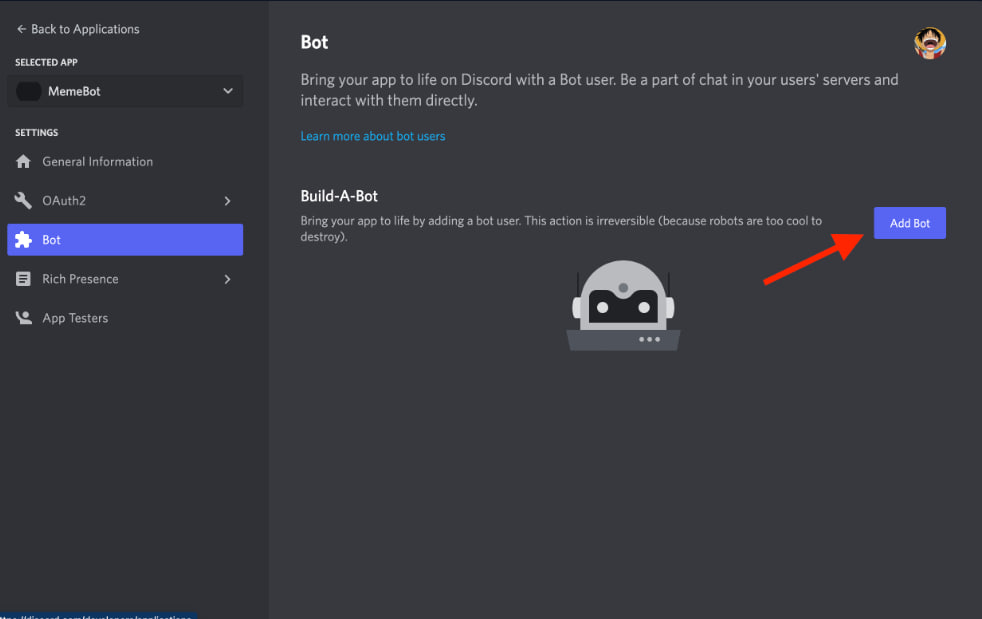 ← Back to Applications
SELECTED APP
MemeBot
SETTINGS
General Information
OAuth2
Bot
Rich Presence
App Testers
Bot
Bring your app to life on Discord with a Bot user. Be a part of chat in your users' servers and
interact with them directly.
Learn more about bot users
Build-A-Bot
Bring your app to life by adding a bot user. This action is irreversible (because robots are too cool to
destroy).
Add Bot